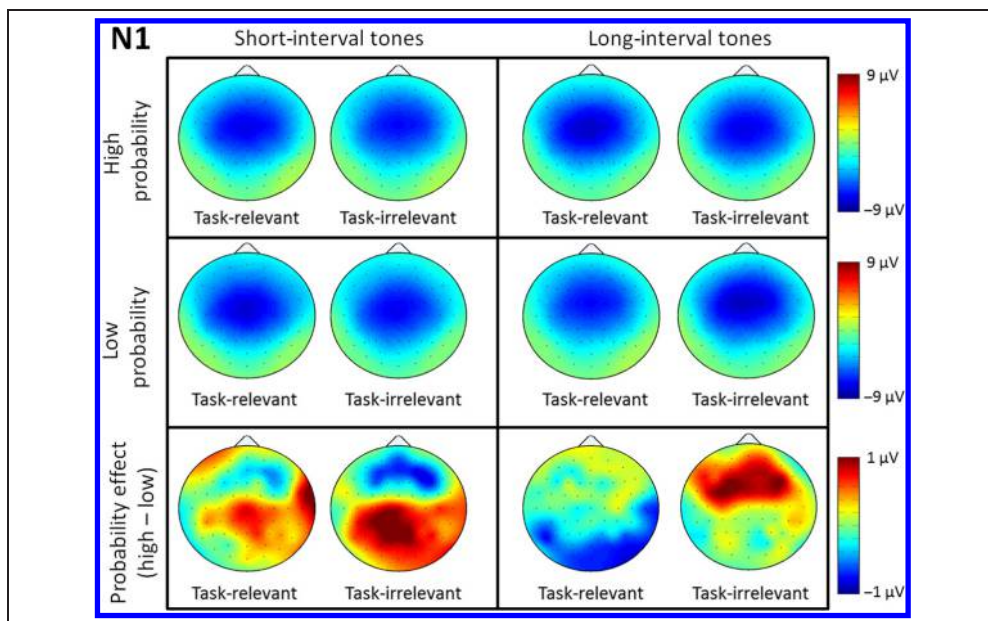 N1
Short-interval tones
Long-interval tones
High
probability
Task-relevant
Task-irrelevant
Task-relevant
Task-irrelevant
9 µV
−9 µV
Low
probability
Task-relevant
Task-irrelevant
Task-relevant
Task-irrelevant
9 µV
−9 µV
Probability effect
(high – low)
Task-relevant
Task-irrelevant
Task-relevant
Task-irrelevant
1 µV
−1 µV